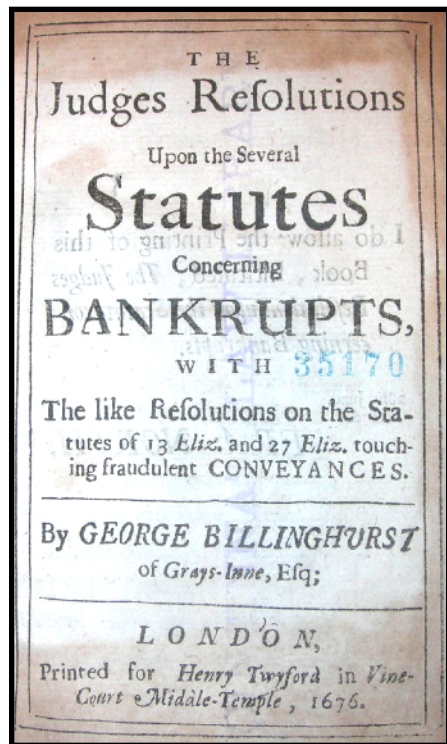 THE
Judges Reſolutions
Upon the Several
Statutes
Concerning
BANKRUPTS,
WITH 35170
The like Reſolutions on the Sta-
tutes of 13 Eliz. and 27 Eliz. touch-
ing fraudulent CONVEYANCES.
By GEORGE BILLINGHURST
of Grays-Inne, Eſq;
LONDON,
Printed for Henry Twyford in Vine-
Court Middle-Temple, 1676.